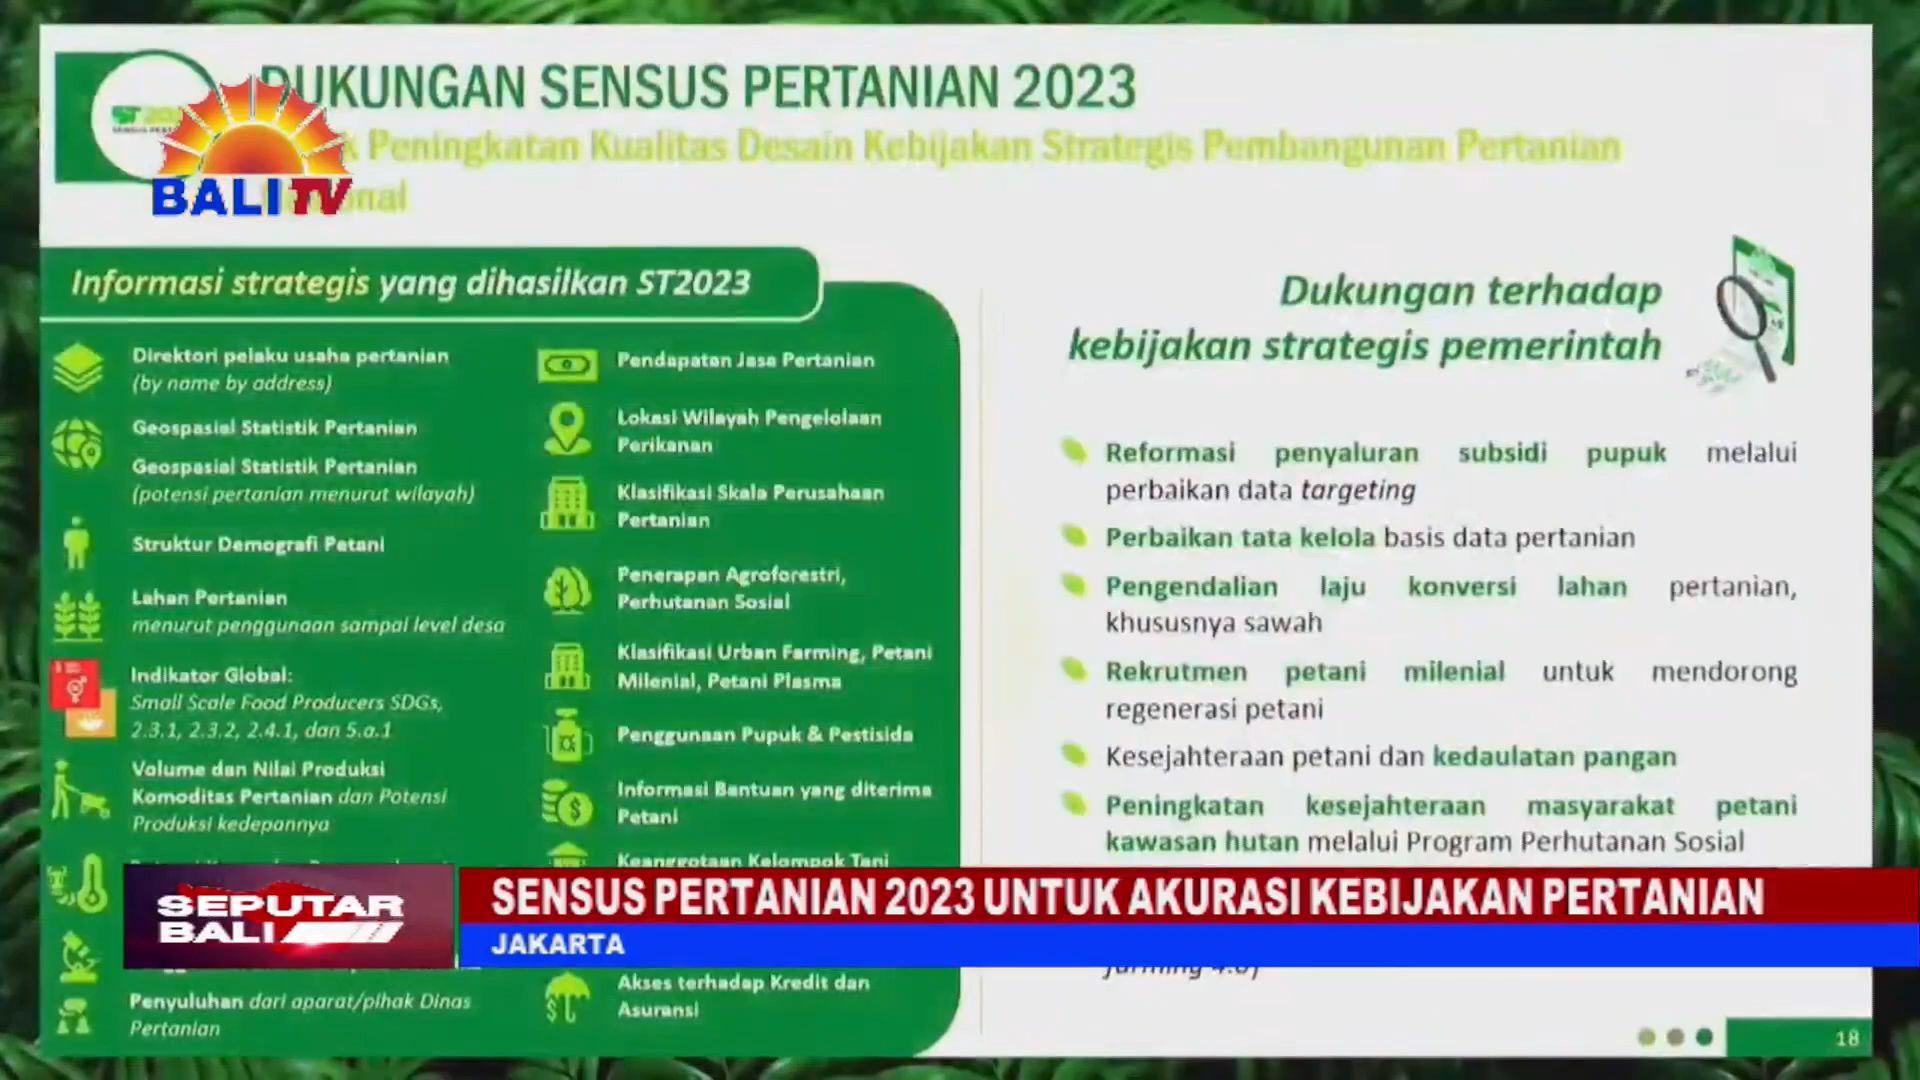 DUKUNGAN SENSUS PERTANIAN 2023
Peningkatan Kualitas Desain Kebijakan Strategis Pembangunan Pertanian
BALI TV
Informasi strategis yang dihasilkan ST2023
Direktori pelaku usaha pertanian
(by name by address)
Geospasial Statistik Pertanian
Geospasial Statistik Pertanian
(potensi pertanian menurut wilayah)
Struktur Demografi Petani
Lahan Pertanian
menurut penggunaan sampai level desa
Indikator Global:
Small Scale Food Producers SDGs,
2.3.1, 2.3.2, 2.4.1, dan 5.a.1
Volume dan Nilai Produksi
Komoditas Pertanian dan Potensi
Produksi kedepannya
Penyuluhan dari aparat/pihak Dinas
Pertanian
Pendapatan Jasa Pertanian
Lokasi Wilayah Pengelolaan
Perikanan
Klasifikasi Skala Perusahaan
Pertanian
Penerapan Agroforestri,
Perhutanan Sosial
Klasifikasi Urban Farming, Petani
Milenial, Petani Plasma
Penggunaan Pupuk & Pestisida
Informasi Bantuan yang diterima
Petani
Keanggotaan Kelompok Tani
Akses terhadap Kredit dan
Asuransi
Dukungan terhadap
kebijakan strategis pemerintah
Reformasi penyaluran subsidi pupuk melalui
perbaikan data targeting
Perbaikan tata kelola basis data pertanian
Pengendalian laju konversi lahan pertanian,
khususnya sawah
Rekrutmen petani milenial untuk mendorong
regenerasi petani
Kesejahteraan petani dan kedaulatan pangan
Peningkatan kesejahteraan masyarakat petani
kawasan hutan melalui Program Perhutanan Sosial
farming 4.0)
18
SEPUTAR
BALI
SENSUS PERTANIAN 2023 UNTUK AKURASI KEBIJAKAN PERTANIAN
JAKARTA